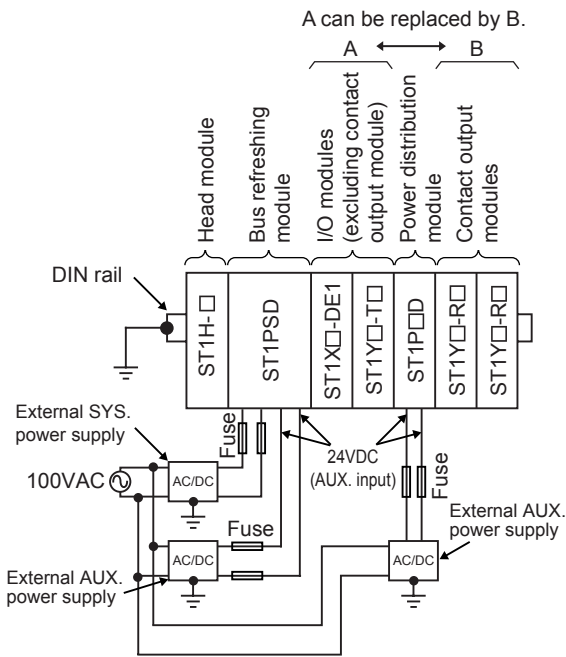 A can be replaced by B.
A
B
Head module
Bus refreshing
module
I/O modules
(excluding contact
output module)
Power distribution
module
Contact output
modules
DIN rail
ST1H-□
ST1PSD
ST1X□-DE1
ST1Y□-T□
ST1P□D
ST1Y□-R□
ST1Y□-R□
External SYS.
power supply
Fuse
24VDC
(AUX. input)
Fuse
100VAC
AC/DC
External AUX.
power supply
Fuse
AC/DC
AC/DC
External AUX.
power supply